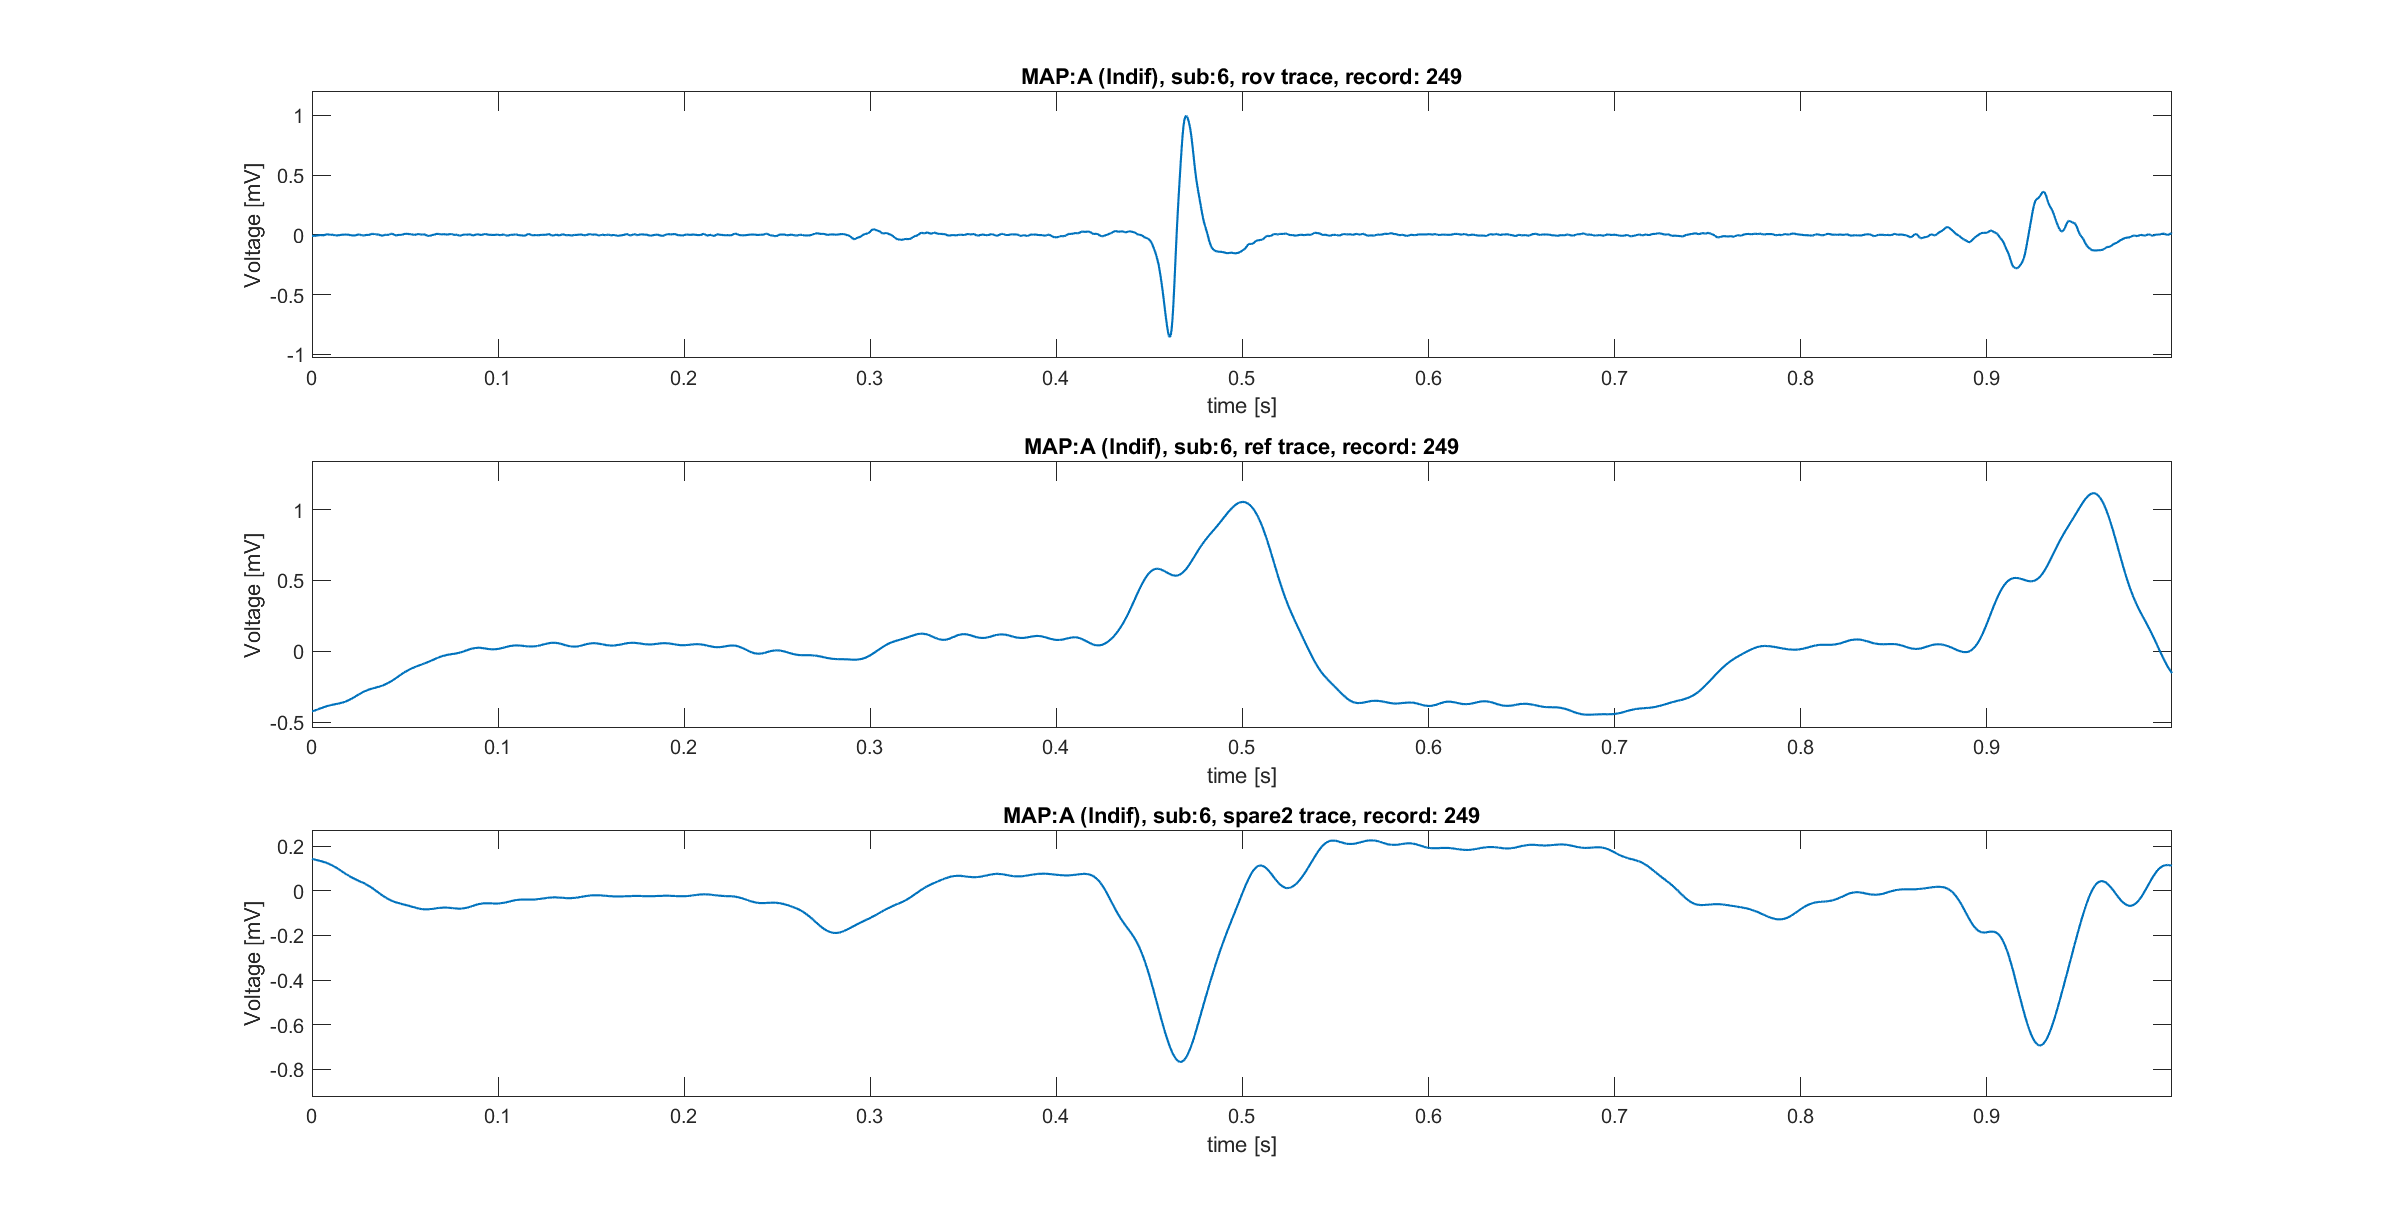 MAP:A (Indif), sub:6, rov trace, record: 249
1
0.5
0
-0.5
-1
Voltage [mV]
0 0.1 0.2 0.3 0.4 0.5 0.6 0.7 0.8 0.9
time [s]
MAP:A (Indif), sub:6, ref trace, record: 249
1
0.5
0
-0.5
Voltage [mV]
0 0.1 0.2 0.3 0.4 0.5 0.6 0.7 0.8 0.9
time [s]
MAP:A (Indif), sub:6, spare2 trace, record: 249
0.2
0
-0.2
-0.4
-0.6
-0.8
Voltage [mV]
0 0.1 0.2 0.3 0.4 0.5 0.6 0.7 0.8 0.9
time [s]